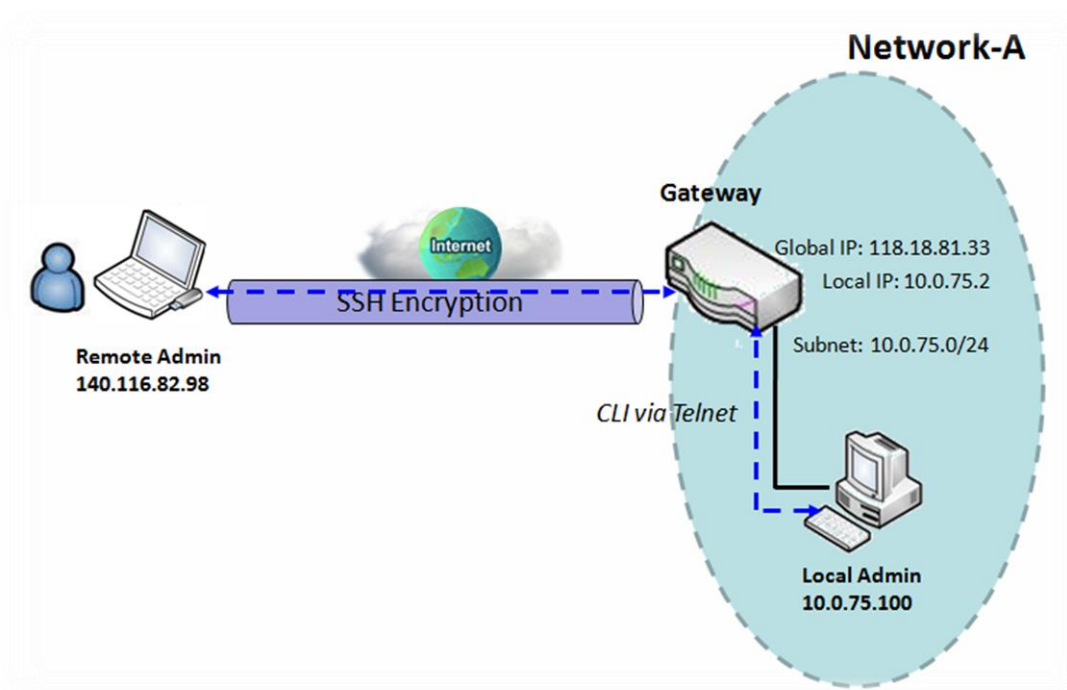 Network-A
Gateway
Internet
Global IP: 118.18.81.33
Local IP: 10.0.75.2
SSH Encryption
Subnet: 10.0.75.0/24
Remote Admin
140.116.82.98
CLI via Telnet
Local Admin
10.0.75.100